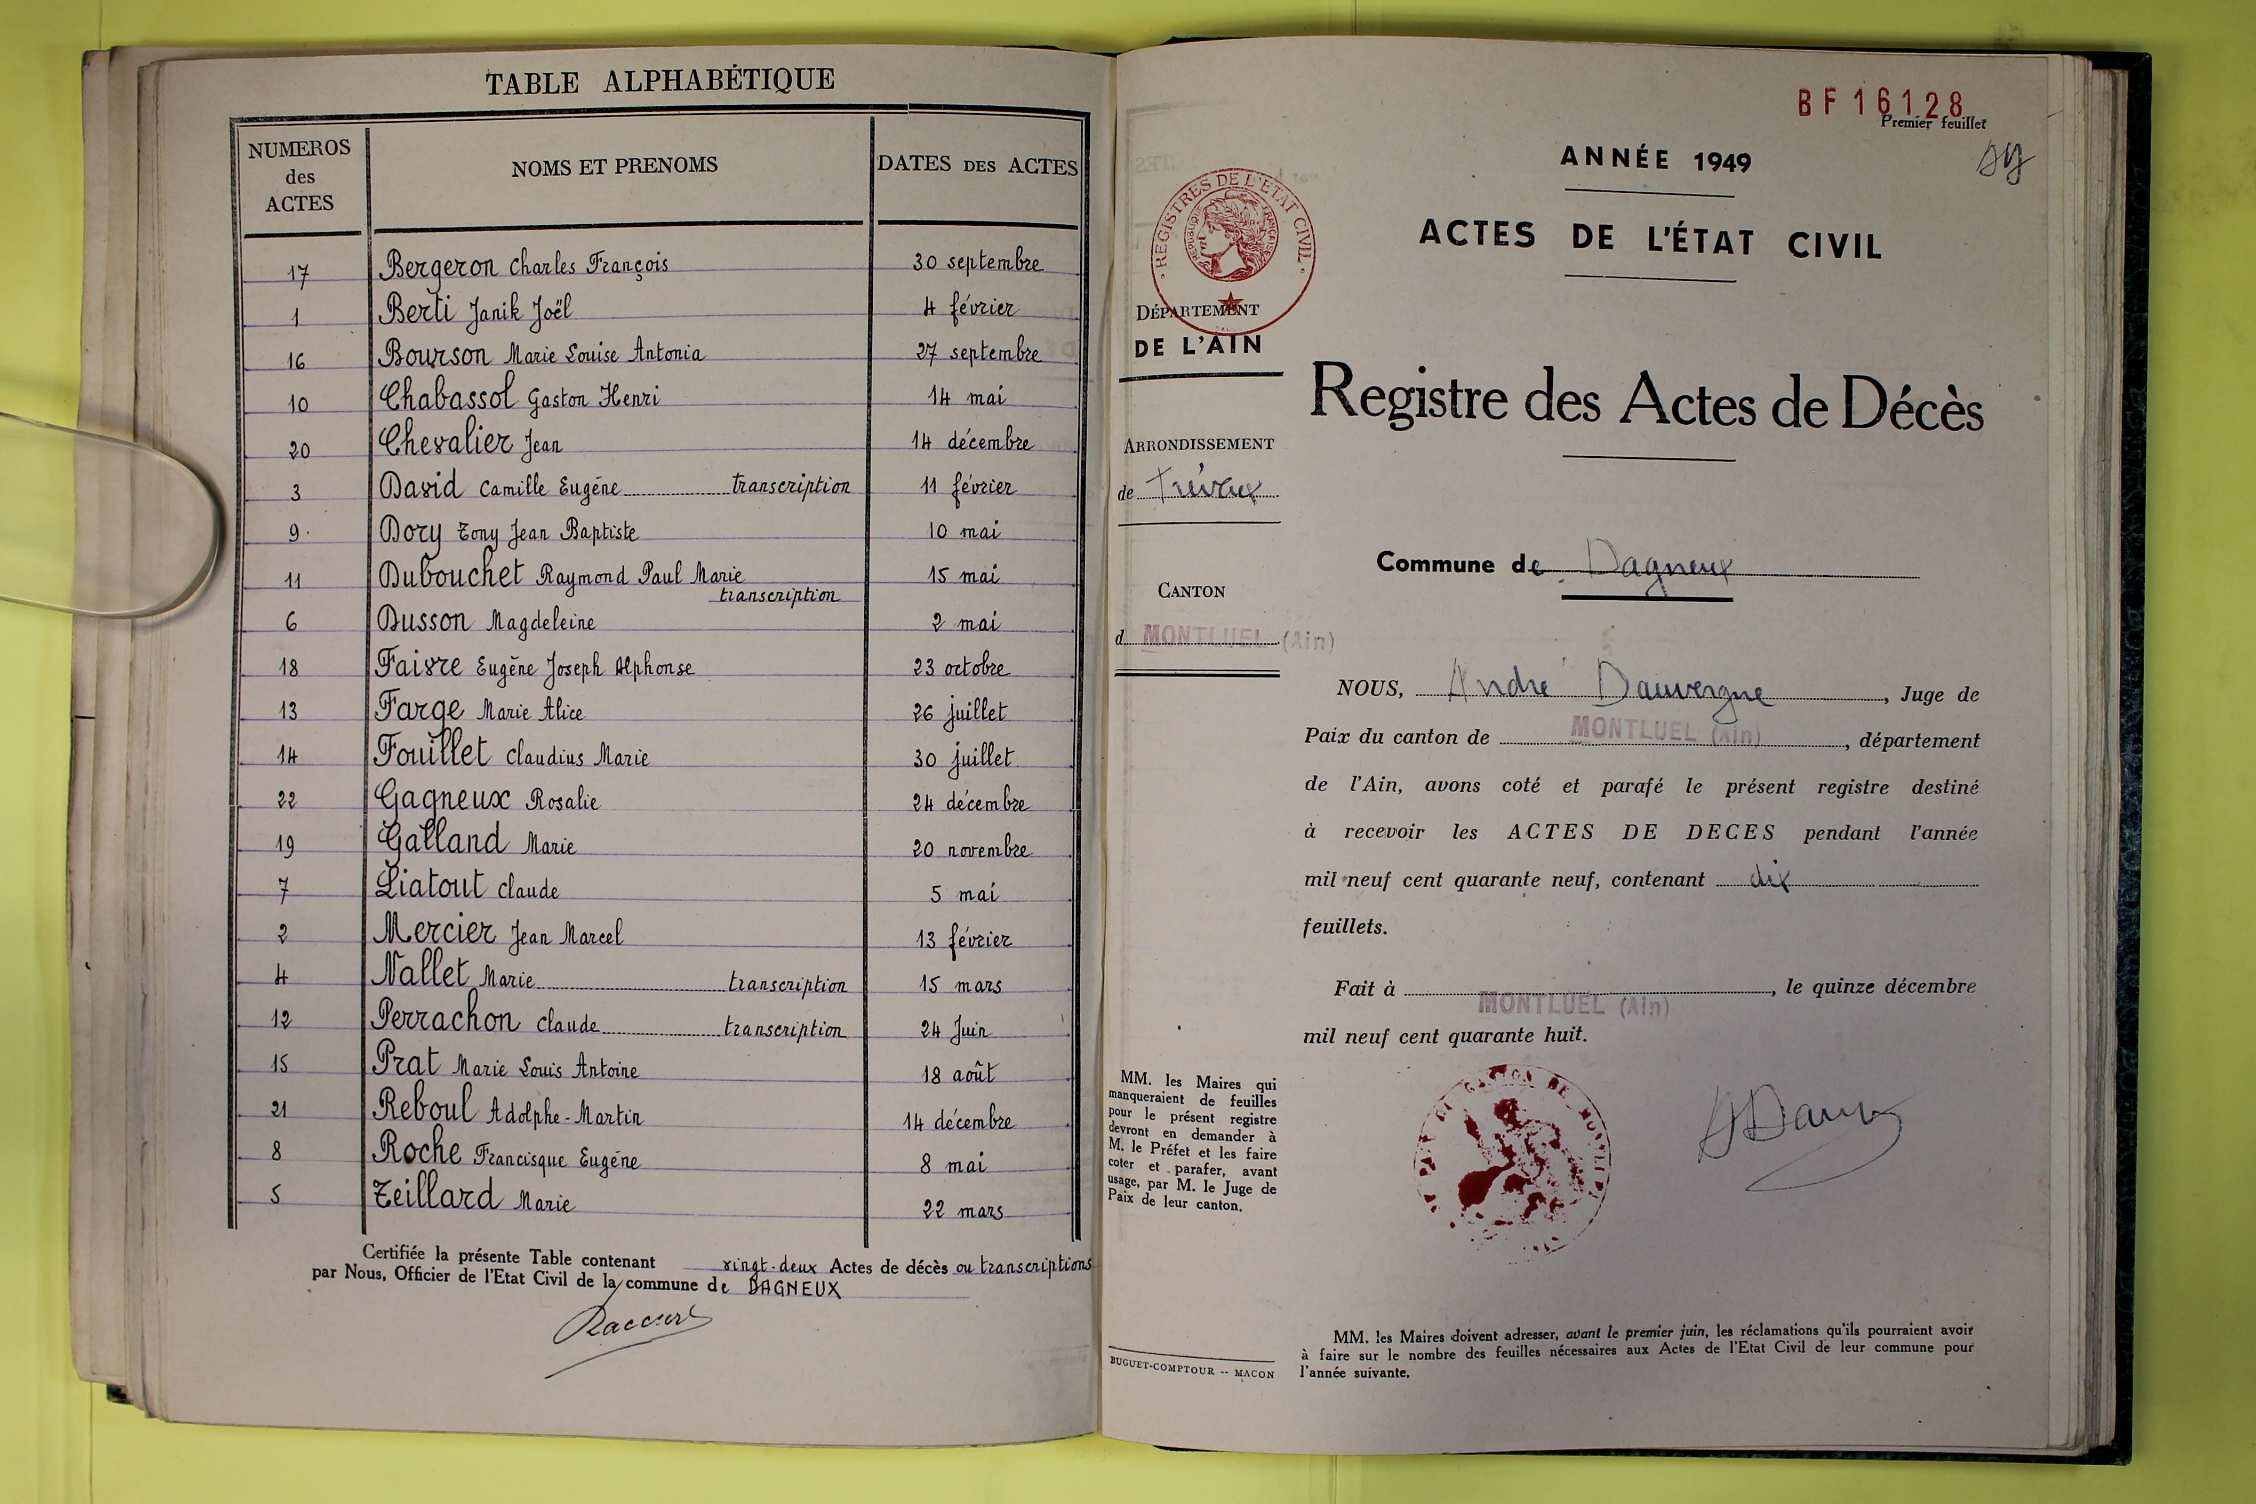 TABLE ALPHABÉTIQUE
NUMEROS des ACTES NOMS ET PRENOMS DATES DES ACTES
17 Bergeron Charles François 30 septembre
1 Berti Janik Joël 4 février
16 Bourson Marie Louise Antonia 27 septembre
10 Chabassol Gaston Henri 14 mai
20 Chevalier Jean 14 décembre
3 David Camille Eugéne transcription 11 février
9 Dory Tony Jean Baptiste 10 mai
11 Dubouchet Raymond Paul Marie 15 mai
transcription
6 Dusson Magdeleine 2 mai
18 Faivre Eugéne Joseph Alphonse 23 octobre
13 Farge Marie Alice 26 juillet
14 Fouillet Claudius Marie 30 juillet
22 Gagneux Rosalie 24 décembre
19 Galland Marie 20 novembre
7 Liatout Claude 5 mai
2 Mercier Jean Marcel 13 février
4 Nallet Marie transcription 15 mars
12 Perrachon Claude transcription 24 Juin
15 Prat Marie Louis Antoine 18 août
21 Reboul Adolphe-Martin 14 décembre
8 Roche Francisque Eugéne 8 mai
5 Teillard Marie 22 mars
Certifiée la présente Table contenant vingt-deux Actes de décès ou transcriptions
par Nous, Officier de l'Etat Civil de la commune de DAGNEUX
BF16128
Premier feuillet
ANNÉE 1949
ACTES DE L'ÉTAT CIVIL
REGISTRES DE L'ETAT CIVIL
REPUBLIQUE FRANÇAISE
DÉPARTEMENT
DE L'AIN
Registre des Actes de Décès
ARRONDISSEMENT
de Trévoux
Commune de Dagneux
CANTON
d MONTLUEL (Ain)
NOUS, André Dauvergne, Juge de
Paix du canton de MONTLUEL (Ain), département
de l'Ain, avons coté et parafé le présent registre destiné
à recevoir les ACTES DE DECES pendant l'année
mil neuf cent quarante neuf, contenant dix
feuillets.
Fait à MONTLUEL (Ain), le quinze décembre
mil neuf cent quarante huit.
MM. les Maires qui
manqueraient de feuilles
pour le présent registre
devront en demander à
M. le Préfet et les faire
coter et parafer, avant
usage, par M. le Juge de
Paix de leur canton.
MM. les Maires doivent adresser, avant le premier juin, les réclamations qu'ils pourraient avoir
à faire sur le nombre des feuilles nécessaires aux Actes de l'Etat Civil de leur commune pour
l'année suivante.
BUGUET-COMPTOUR -- MACON